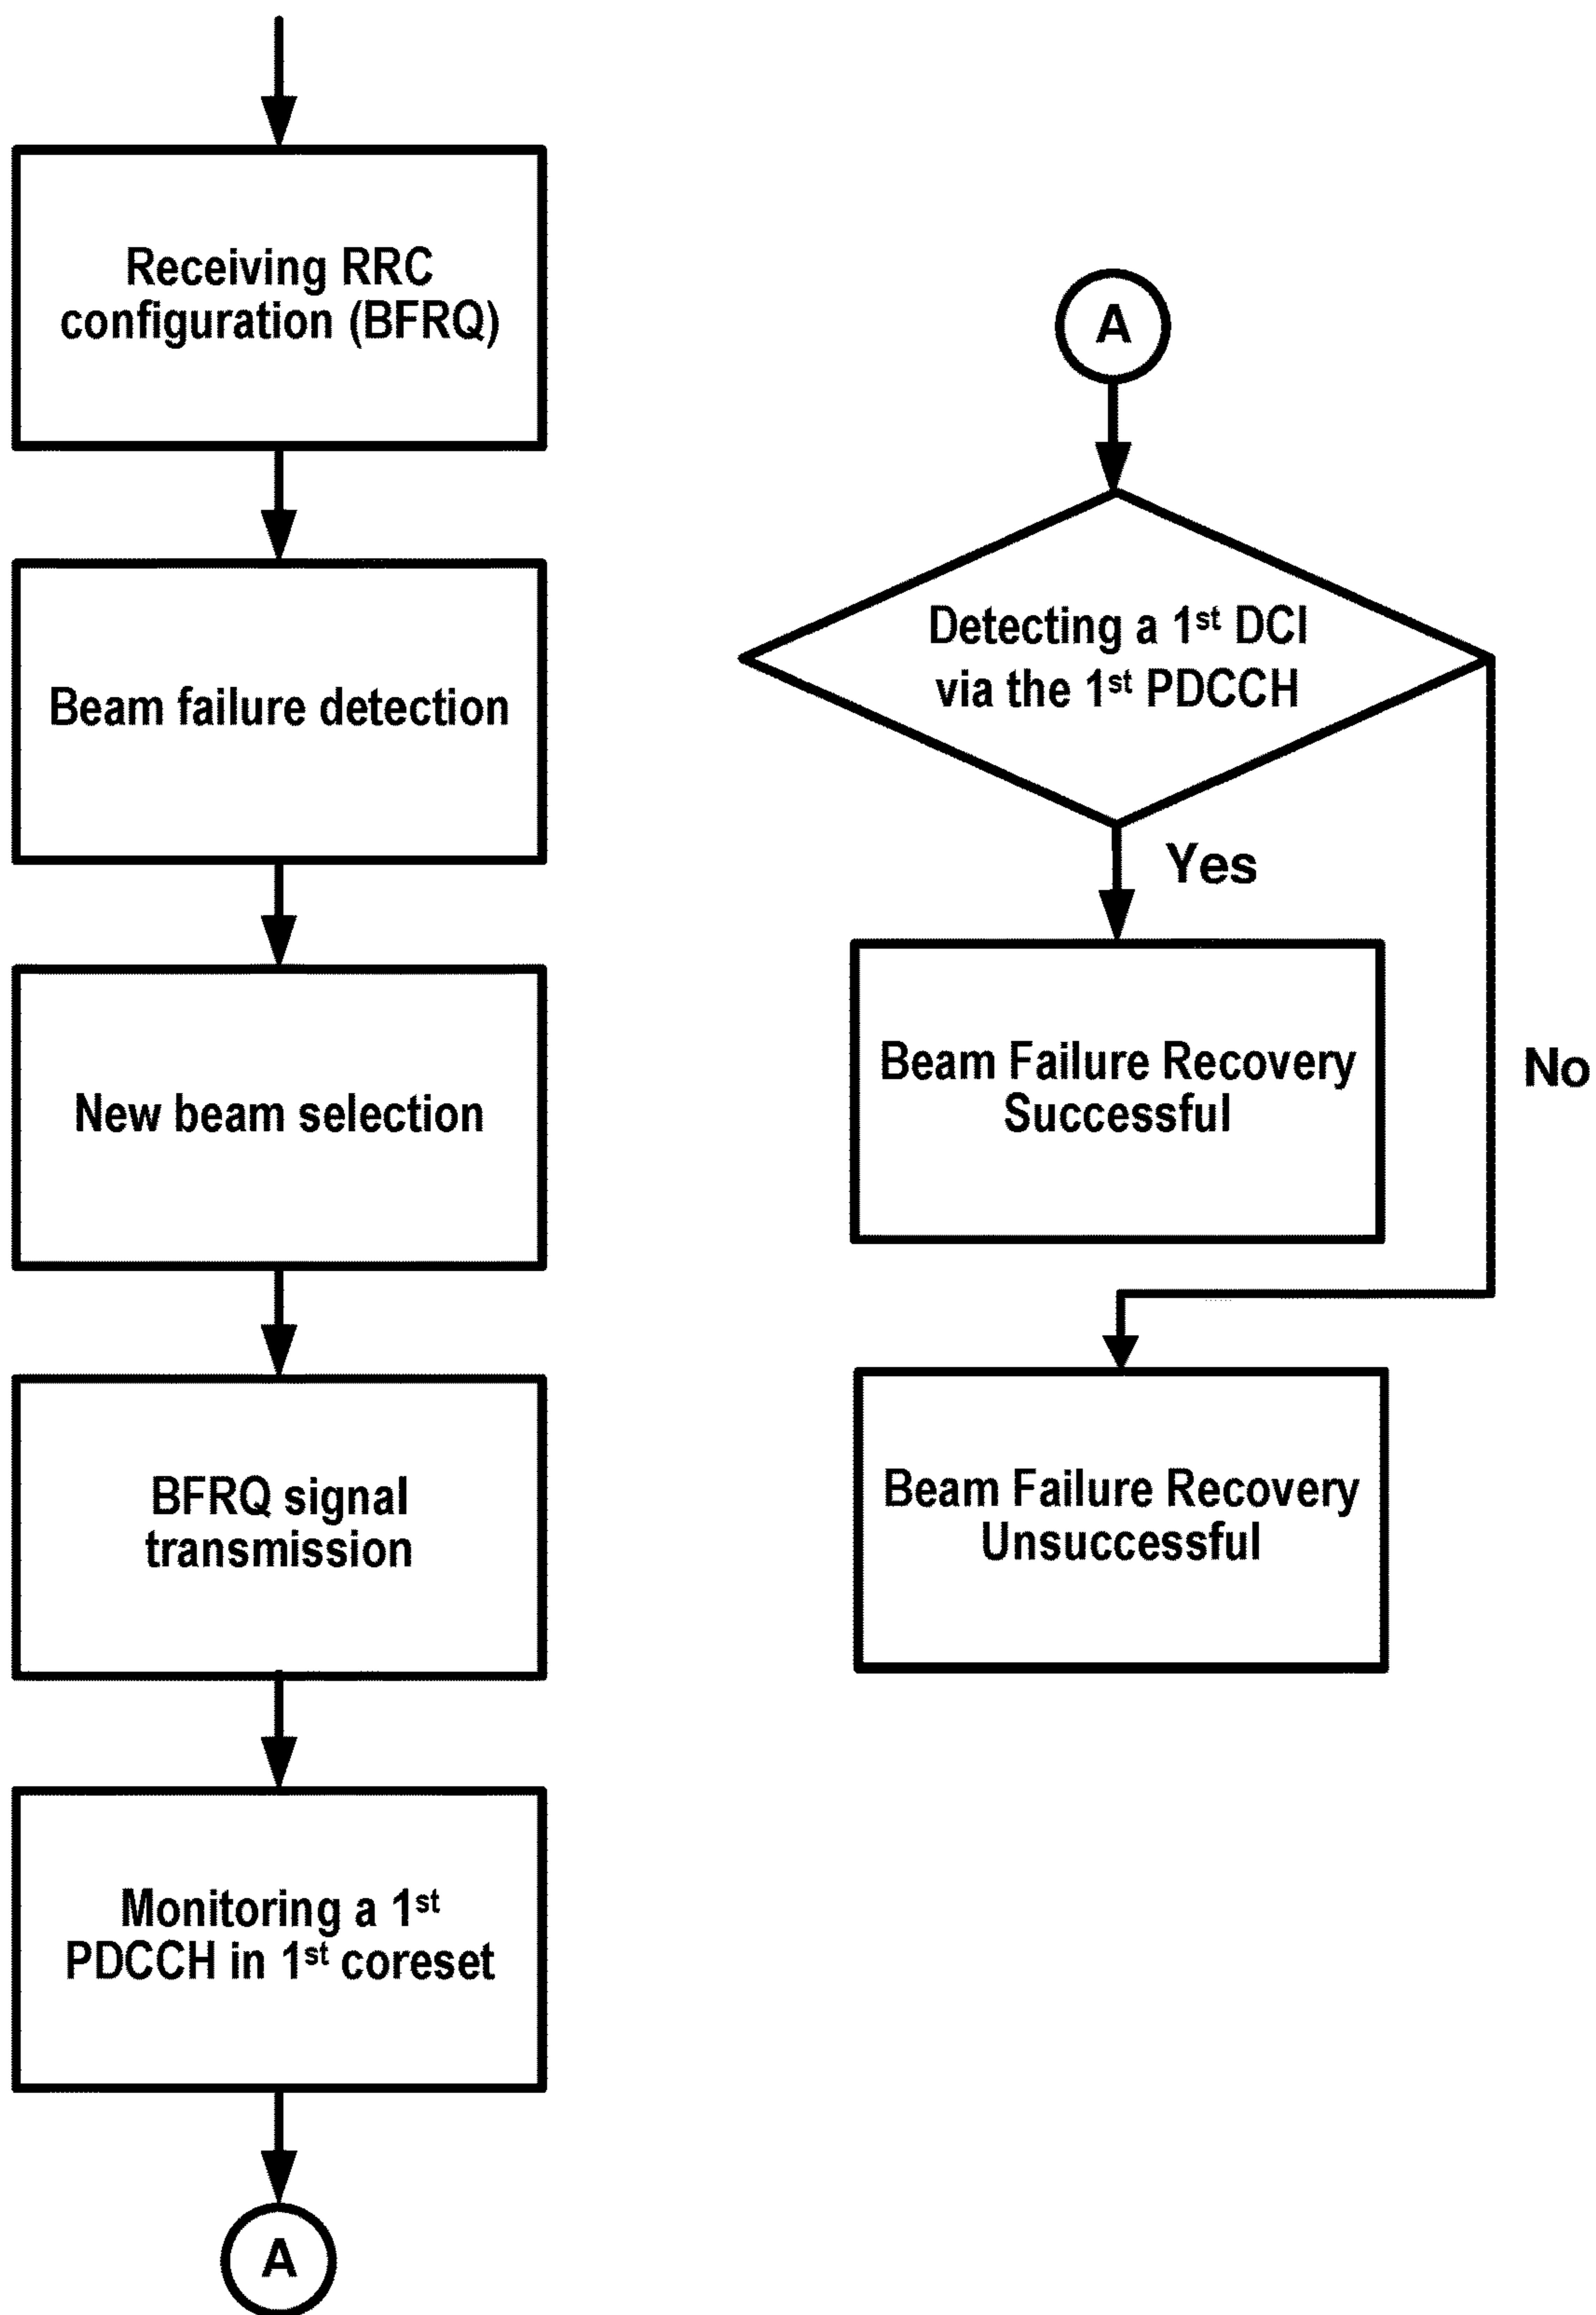 Receiving RRC
configuration (BFRQ)
Beam failure detection
New beam selection
BFRQ signal
transmission
Monitoring a 1st
PDCCH in 1st coreset
A
A
Detecting a 1st DCI
via the 1st PDCCH
Yes
No
Beam Failure Recovery
Successful
Beam Failure Recovery
Unsuccessful